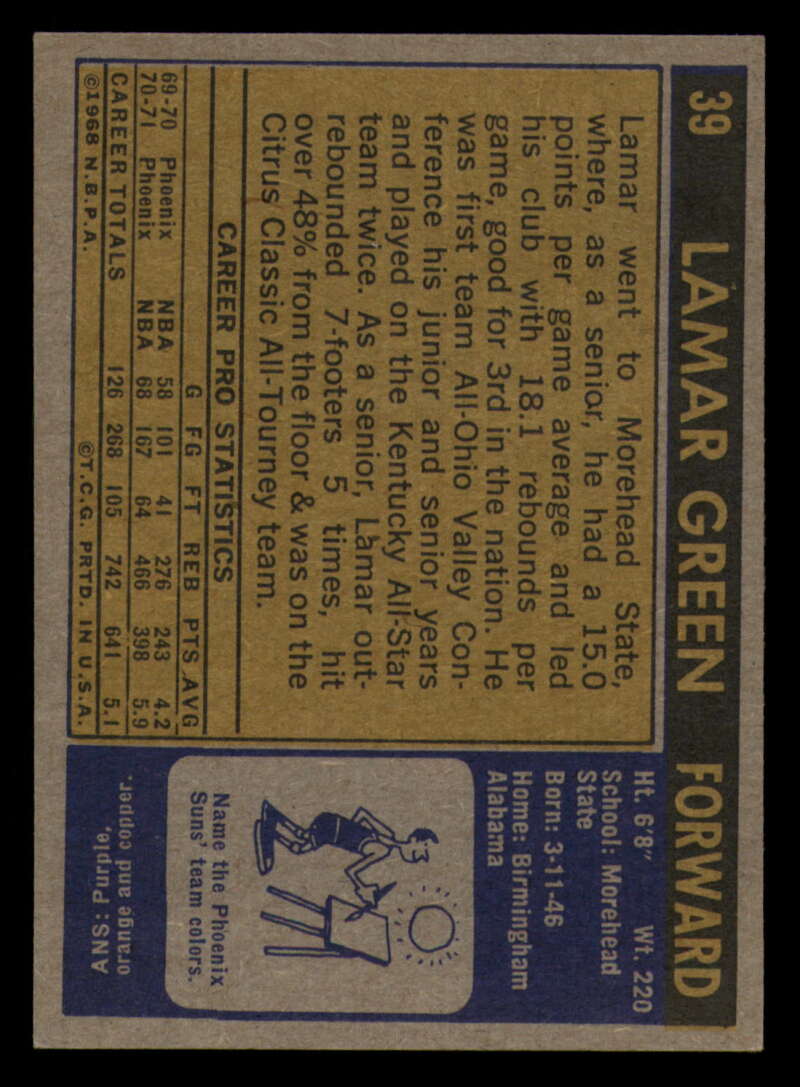 39 LAMAR GREEN FORWARD
Lamar went to Morehead State,
where, as a senior, he had a 15.0
points per game average and led
his club with 18.1 rebounds per
game, good for 3rd in the nation. He
was first team All-Ohio Valley Con-
ference his junior and senior years
and played on the Kentucky All-Star
team twice. As a senior, Lamar out-
rebounded 7-footers 5 times, hit
over 48% from the floor & was on the
Citrus Classic All-Tourney team.
CAREER PRO STATISTICS
G FG FT REB PTS AVG
69-70 Phoenix NBA 58 101 41 276 243 4.2
70-71 Phoenix NBA 68 167 64 466 398 5.9
CAREER TOTALS 126 268 105 742 641 5.1
©1968 N.B.P.A. ©T.C.G. PRTD. IN U.S.A.
Ht. 6'8" Wt. 220
School: Morehead
State
Born: 3-11-46
Home: Birmingham
Alabama
Name the Phoenix
Suns' team colors.
ANS: Purple,
orange and copper.